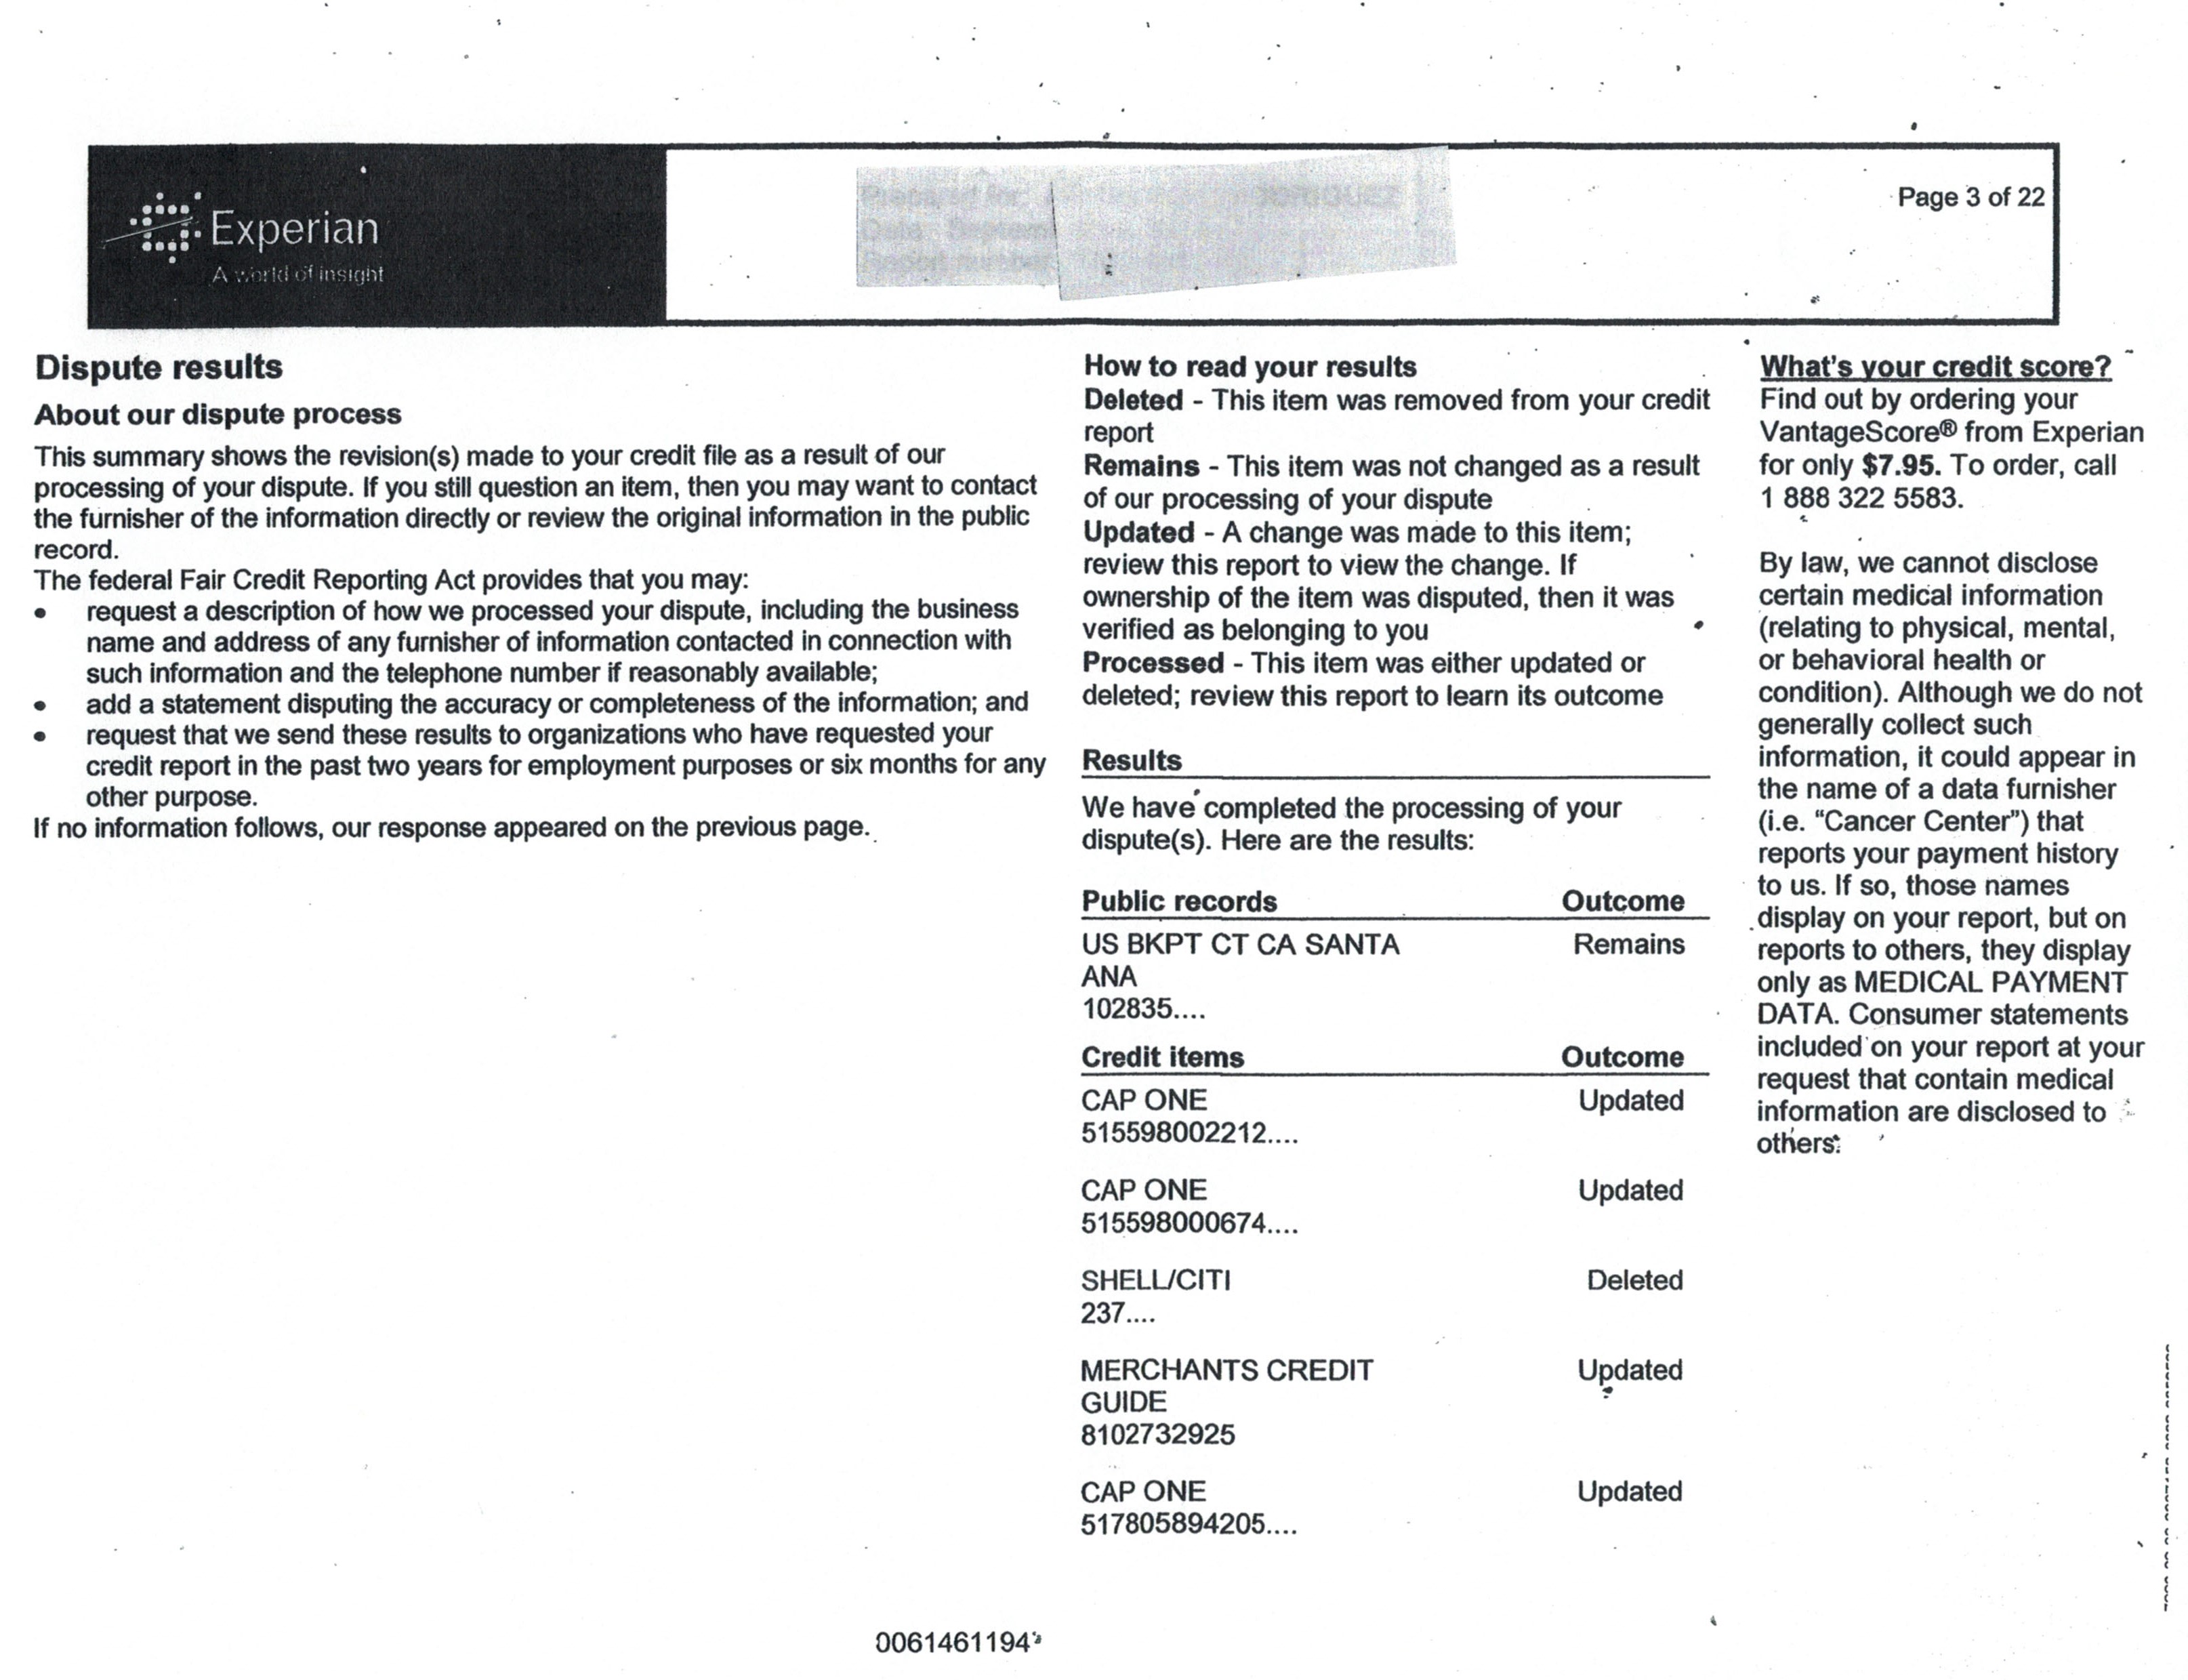 Experian
A world of insight
Page 3 of 22
Dispute results
About our dispute process
This summary shows the revision(s) made to your credit file as a result of our
processing of your dispute. If you still question an item, then you may want to contact
the furnisher of the information directly or review the original information in the public
record.
The federal Fair Credit Reporting Act provides that you may:
• request a description of how we processed your dispute, including the business
name and address of any furnisher of information contacted in connection with
such information and the telephone number if reasonably available;
• add a statement disputing the accuracy or completeness of the information; and
• request that we send these results to organizations who have requested your
credit report in the past two years for employment purposes or six months for any
other purpose.
If no information follows, our response appeared on the previous page.
How to read your results
Deleted - This item was removed from your credit
report
Remains - This item was not changed as a result
of our processing of your dispute
Updated - A change was made to this item;
review this report to view the change. If
ownership of the item was disputed, then it was
verified as belonging to you
Processed - This item was either updated or
deleted; review this report to learn its outcome
Results
We have completed the processing of your
dispute(s). Here are the results:
Public records Outcome
US BKPT CT CA SANTA Remains
ANA
102835....
Credit items Outcome
CAP ONE Updated
515598002212....
CAP ONE Updated
515598000674....
SHELL/CITI Deleted
237....
MERCHANTS CREDIT Updated
GUIDE
8102732925
CAP ONE Updated
517805894205....
What's your credit score?
Find out by ordering your
VantageScore® from Experian
for only $7.95. To order, call
1 888 322 5583.
By law, we cannot disclose
certain medical information
(relating to physical, mental,
or behavioral health or
condition). Although we do not
generally collect such
information, it could appear in
the name of a data furnisher
(i.e. “Cancer Center”) that
reports your payment history
to us. If so, those names
display on your report, but on
reports to others, they display
only as MEDICAL PAYMENT
DATA. Consumer statements
included on your report at your
request that contain medical
information are disclosed to
others.
0061461194